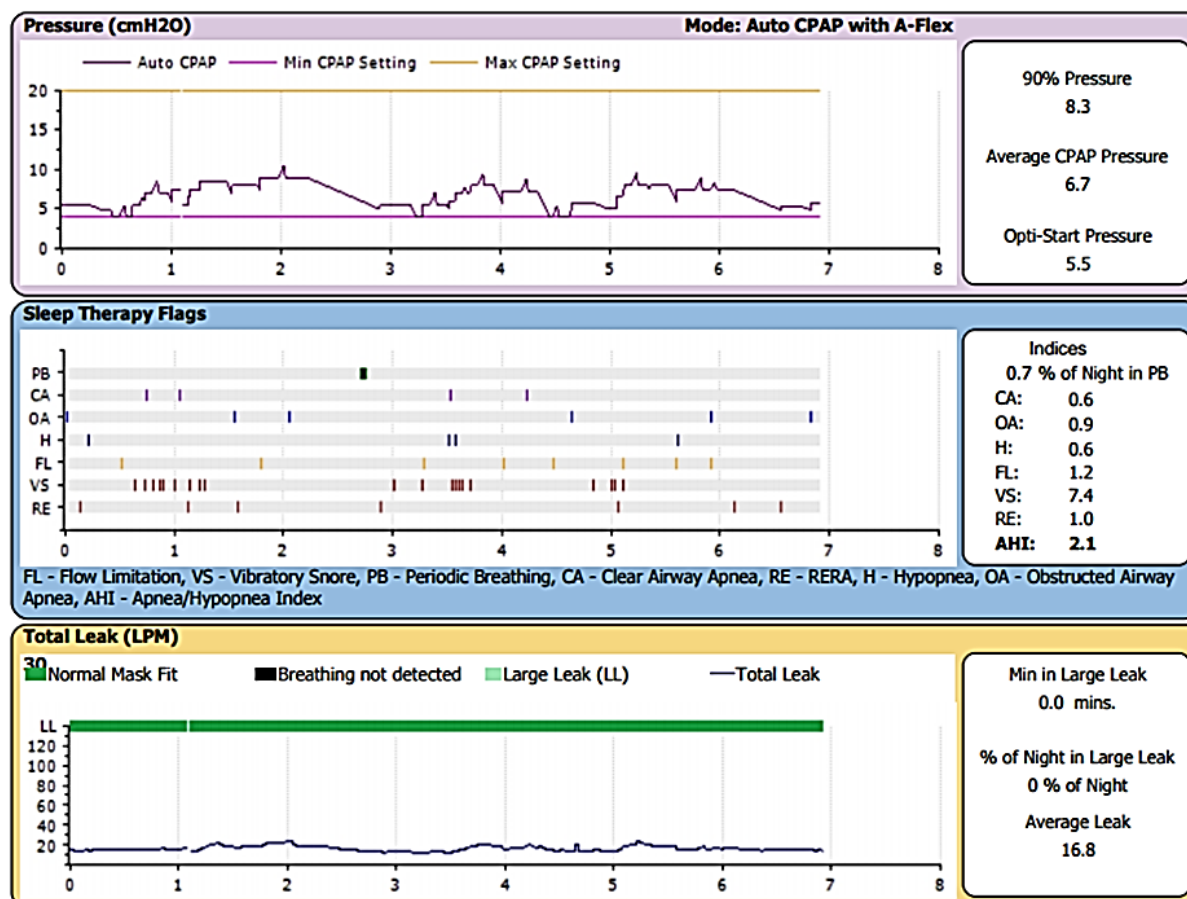 Pressure (cmH2O) Mode: Auto CPAP with A-Flex
Auto CPAP Min CPAP Setting Max CPAP Setting
20
15
10
5
0
0 1 2 3 4 5 6 7 8
90% Pressure
8.3
Average CPAP Pressure
6.7
Opti-Start Pressure
5.5
Sleep Therapy Flags
PB
CA
OA
H
FL
VS
RE
0 1 2 3 4 5 6 7 8
Indices
0.7 % of Night in PB
CA: 0.6
OA: 0.9
H: 0.6
FL: 1.2
VS: 7.4
RE: 1.0
AHI: 2.1
FL - Flow Limitation, VS - Vibratory Snore, PB - Periodic Breathing, CA - Clear Airway Apnea, RE - RERA, H - Hypopnea, OA - Obstructed Airway
Apnea, AHI - Apnea/Hypopnea Index
Total Leak (LPM)
30
Normal Mask Fit Breathing not detected Large Leak (LL) Total Leak
LL
120
100
80
60
40
20
0 1 2 3 4 5 6 7 8
Min in Large Leak
0.0 mins.
% of Night in Large Leak
0 % of Night
Average Leak
16.8